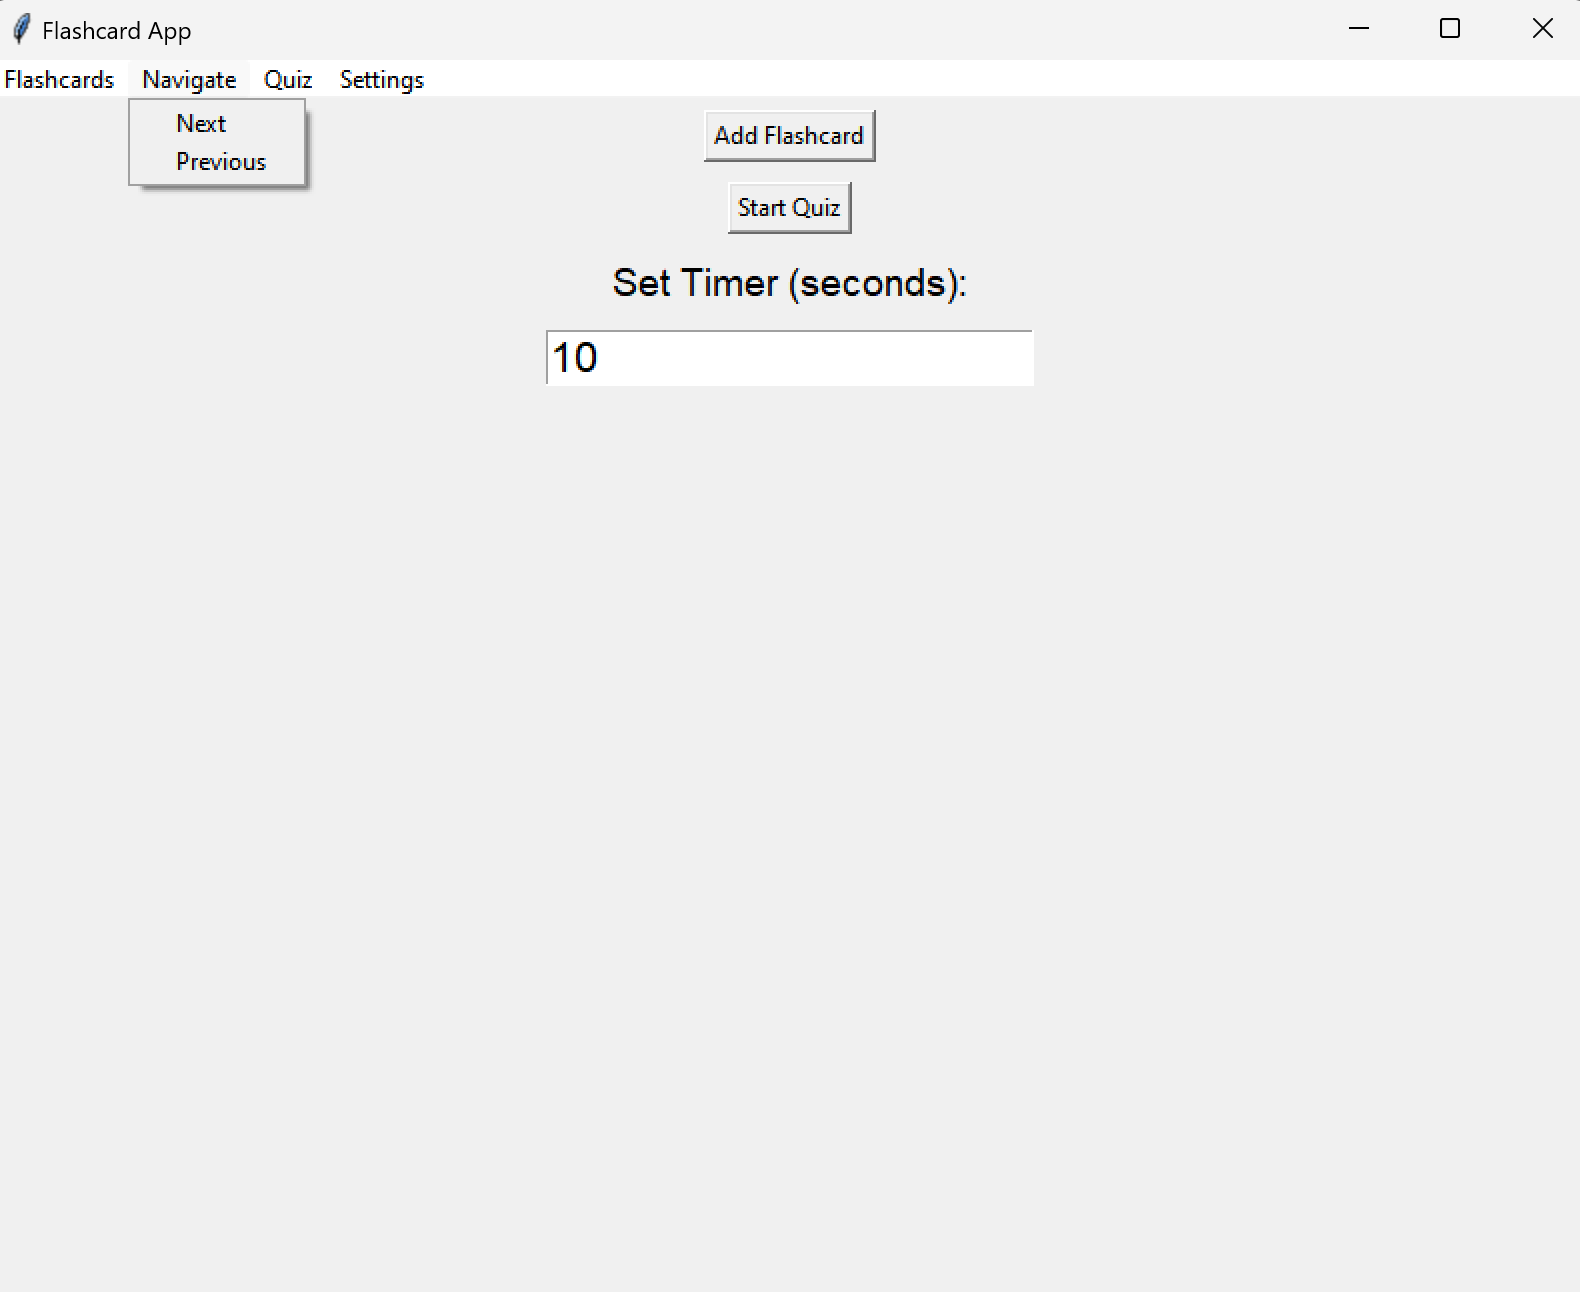 Flashcard App
Flashcards Navigate Quiz Settings
Next
Previous
Add Flashcard
Start Quiz
Set Timer (seconds):
10